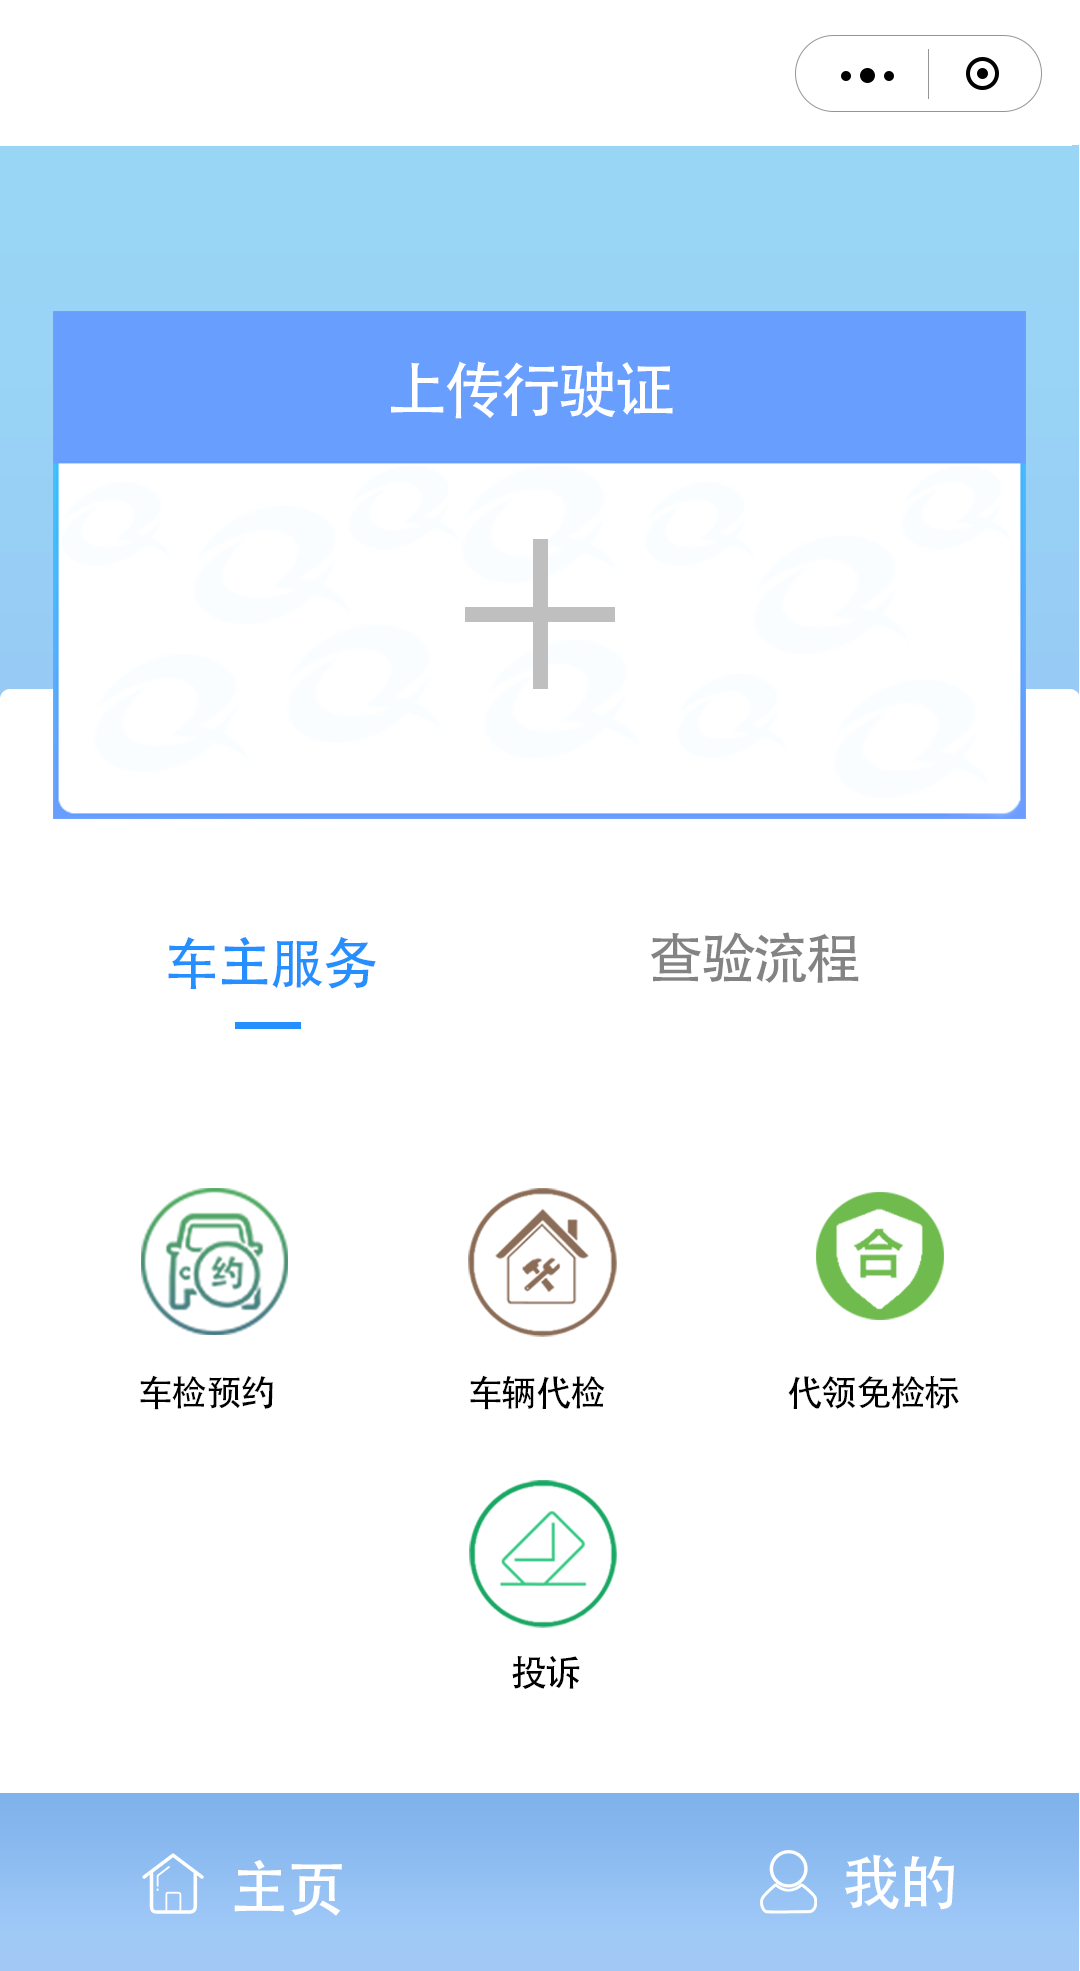 上传行驶证
车主服务
查验流程
约
合
车检预约
车辆代检
代领免检标
投诉
主页
我的